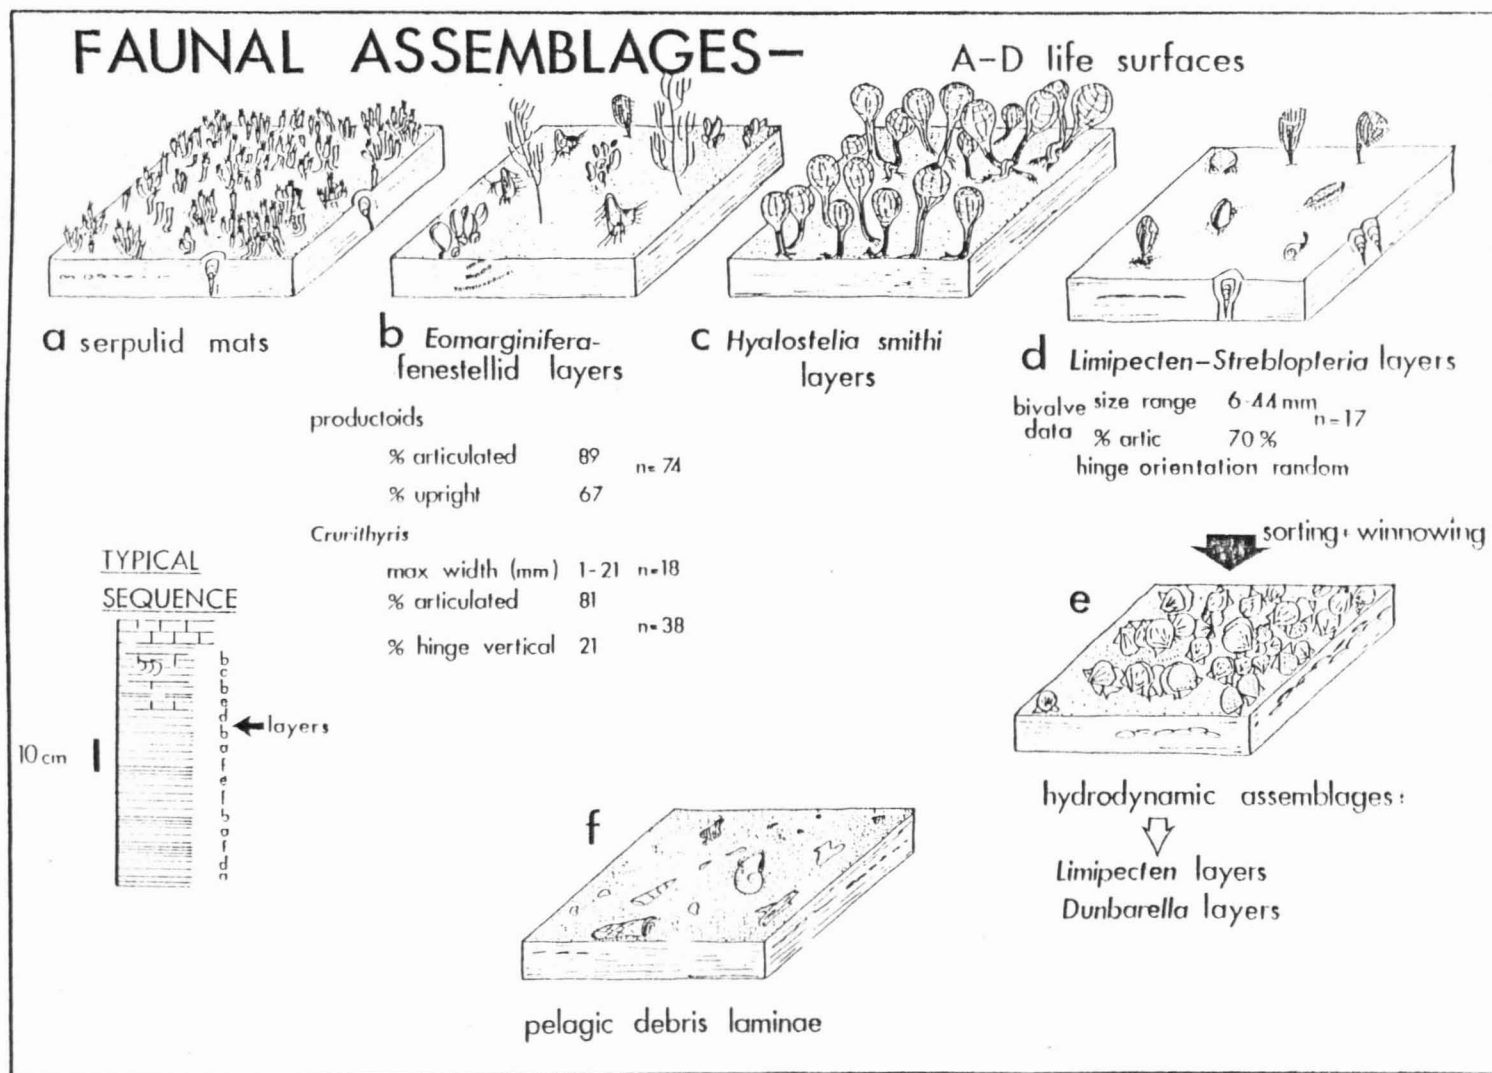 FAUNAL ASSEMBLAGES–
A–D life surfaces
a serpulid mats
b Eomarginifera-
fenestellid layers
c Hyalostelia smithi
layers
d Limipecten–Streblopteria layers
productoids
% articulated 89
n= 74
% upright 67
Crurithyris
max width (mm) 1-21 n=18
% articulated 81
n=38
% hinge vertical 21
bivalve data
size range 6-44 mm
n=17
% artic 70%
hinge orientation random
sorting + winnowing
e
hydrodynamic assemblages:
Limipecten layers
Dunbarella layers
TYPICAL
SEQUENCE
b
c
b
e
d
b
a
f
e
f
b
a
f
d
layers
10 cm
f
pelagic debris laminae